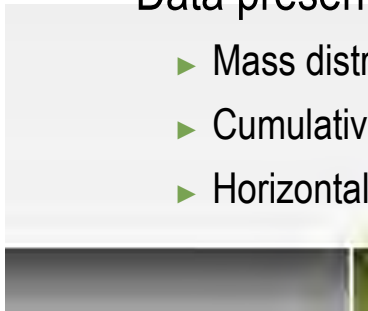 Data presen
► Mass distr
► Cumulativ
► Horizontal